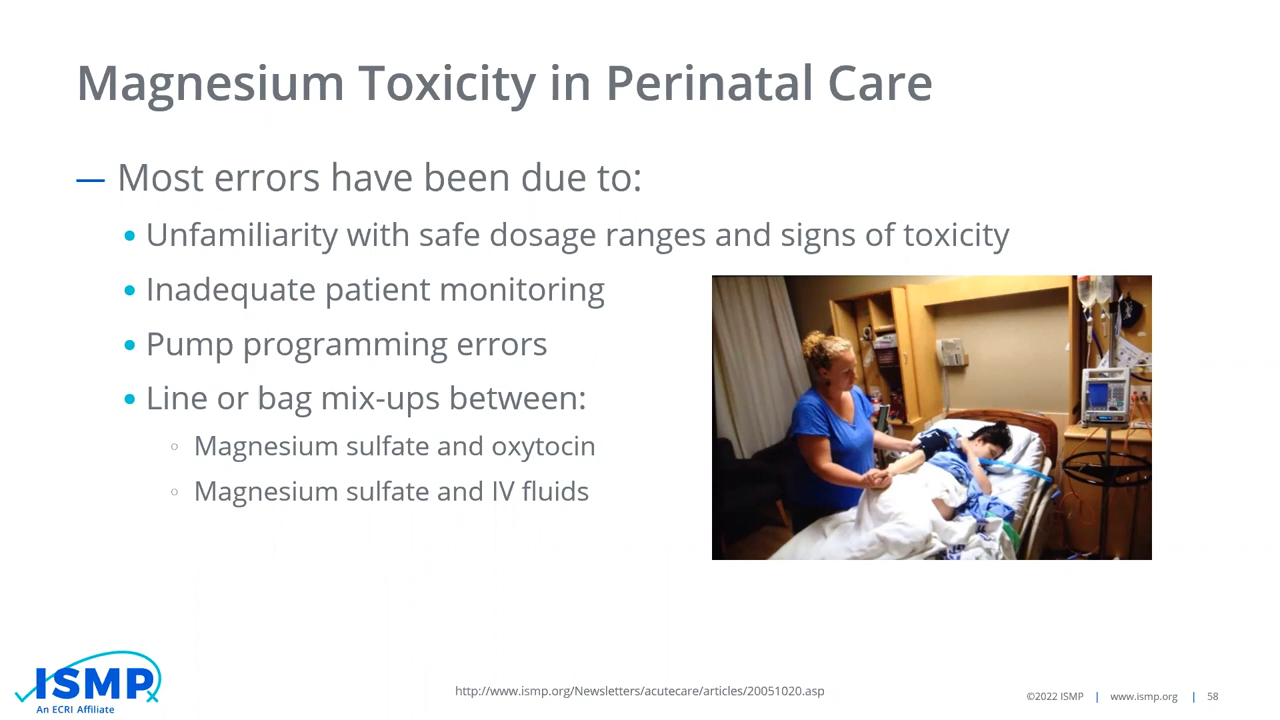 Magnesium Toxicity in Perinatal Care
— Most errors have been due to:
• Unfamiliarity with safe dosage ranges and signs of toxicity
• Inadequate patient monitoring
• Pump programming errors
• Line or bag mix-ups between:
◦ Magnesium sulfate and oxytocin
◦ Magnesium sulfate and IV fluids
ISMP
An ECRI Affiliate
http://www.ismp.org/Newsletters/acutecare/articles/20051020.asp
©2022 ISMP | www.ismp.org | 58